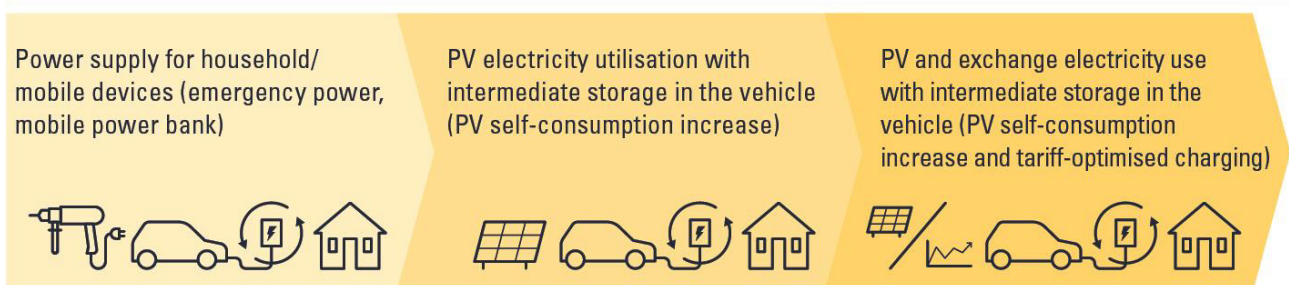 Power supply for household/
mobile devices (emergency power,
mobile power bank)
PV electricity utilisation with
intermediate storage in the vehicle
(PV self-consumption increase)
PV and exchange electricity use
with intermediate storage in the
vehicle (PV self-consumption
increase and tariff-optimised charging)